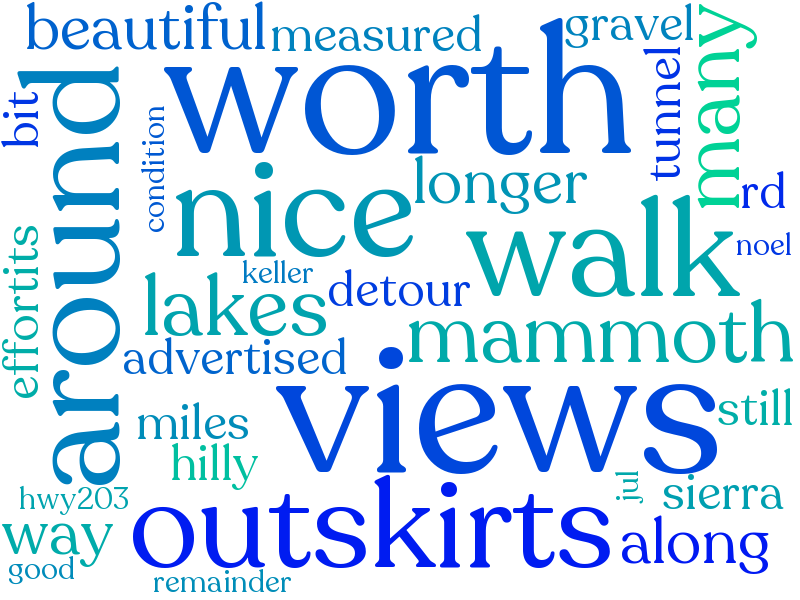 beautiful
measured
gravel
many
worth
around
bit
tunnel
condition
nice
longer
rd
walk
noel
effortits
keller
lakes
detour
mammoth
advertised
views
miles
still
hilly
hwy203
jul
sierra
way
outskirts
along
good
remainder